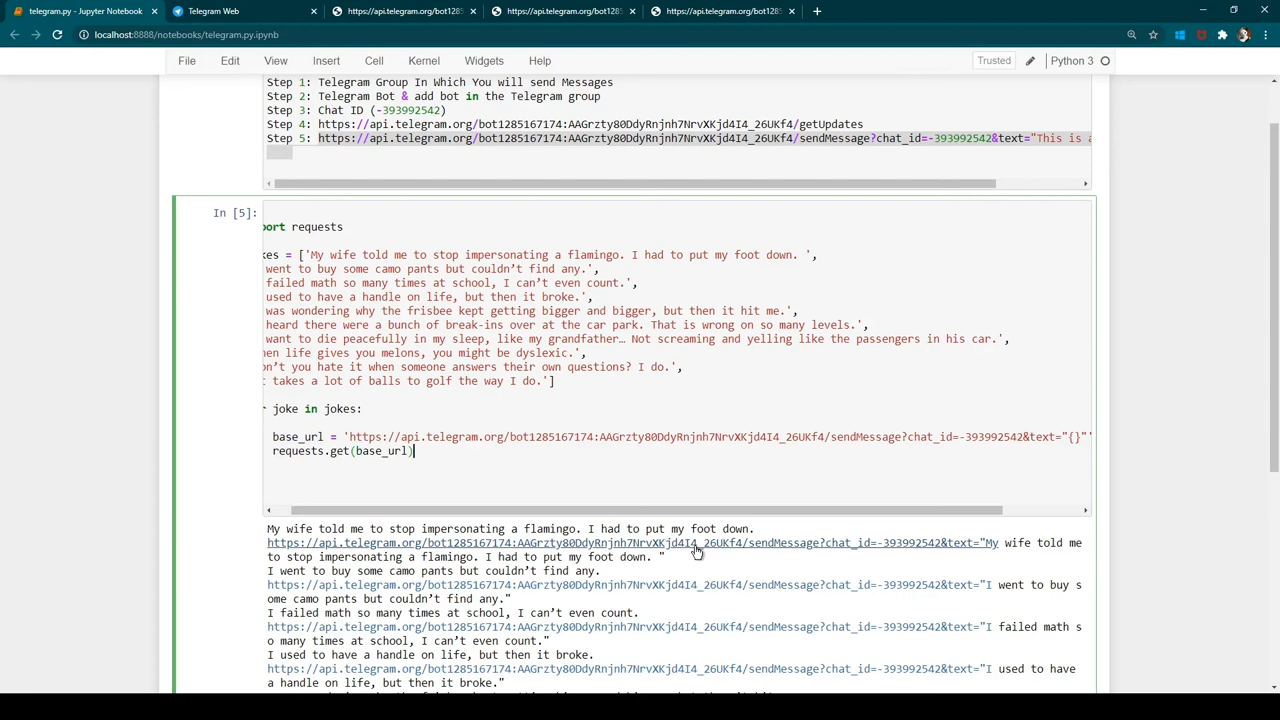 telegram.py - Jupyter Notebook
Telegram Web
https://api.telegram.org/bot1285
https://api.telegram.org/bot1285
https://api.telegram.org/bot1285
localhost:8888/notebooks/telegram.py.ipynb
File Edit View Insert Cell Kernel Widgets Help
Trusted
Python 3
Step 1: Telegram Group In Which You will send Messages
Step 2: Telegram Bot & add bot in the Telegram group
Step 3: Chat ID (-393992542)
Step 4: https://api.telegram.org/bot1285167174:AAGrzty80DdyRnjnh7NrvXKjd4I4_26UKf4/getUpdates
Step 5: https://api.telegram.org/bot1285167174:AAGrzty80DdyRnjnh7NrvXKjd4I4_26UKf4/sendMessage?chat_id=-393992542&text="This is a
In [5]:
port requests
kes = ['My wife told me to stop impersonating a flamingo. I had to put my foot down. ',
went to buy some camo pants but couldn’t find any.',
failed math so many times at school, I can’t even count.',
used to have a handle on life, but then it broke.',
was wondering why the frisbee kept getting bigger and bigger, but then it hit me.',
heard there were a bunch of break-ins over at the car park. That is wrong on so many levels.',
want to die peacefully in my sleep, like my grandfather… Not screaming and yelling like the passengers in his car.',
hen life gives you melons, you might be dyslexic.',
on’t you hate it when someone answers their own questions? I do.',
t takes a lot of balls to golf the way I do.']
r joke in jokes:
base_url = 'https://api.telegram.org/bot1285167174:AAGrzty80DdyRnjnh7NrvXKjd4I4_26UKf4/sendMessage?chat_id=-393992542&text="{}"'
requests.get(base_url)
My wife told me to stop impersonating a flamingo. I had to put my foot down.
https://api.telegram.org/bot1285167174:AAGrzty80DdyRnjnh7NrvXKjd4I4_26UKf4/sendMessage?chat_id=-393992542&text="My wife told me
to stop impersonating a flamingo. I had to put my foot down. "
I went to buy some camo pants but couldn’t find any.
https://api.telegram.org/bot1285167174:AAGrzty80DdyRnjnh7NrvXKjd4I4_26UKf4/sendMessage?chat_id=-393992542&text="I went to buy s
ome camo pants but couldn’t find any."
I failed math so many times at school, I can’t even count.
https://api.telegram.org/bot1285167174:AAGrzty80DdyRnjnh7NrvXKjd4I4_26UKf4/sendMessage?chat_id=-393992542&text="I failed math s
o many times at school, I can’t even count."
I used to have a handle on life, but then it broke.
https://api.telegram.org/bot1285167174:AAGrzty80DdyRnjnh7NrvXKjd4I4_26UKf4/sendMessage?chat_id=-393992542&text="I used to have
a handle on life, but then it broke."